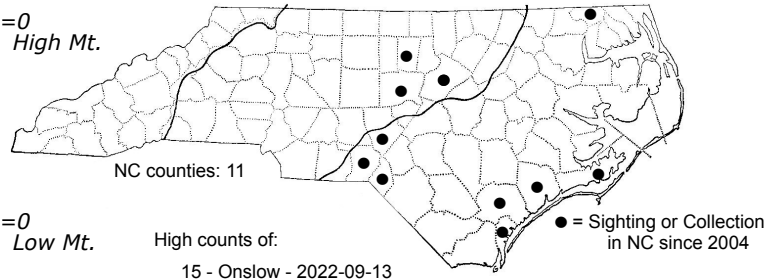 =0
High Mt.
NC counties: 11
=0
Low Mt.
High counts of:
15 - Onslow - 2022-09-13
● = Sighting or Collection
in NC since 2004